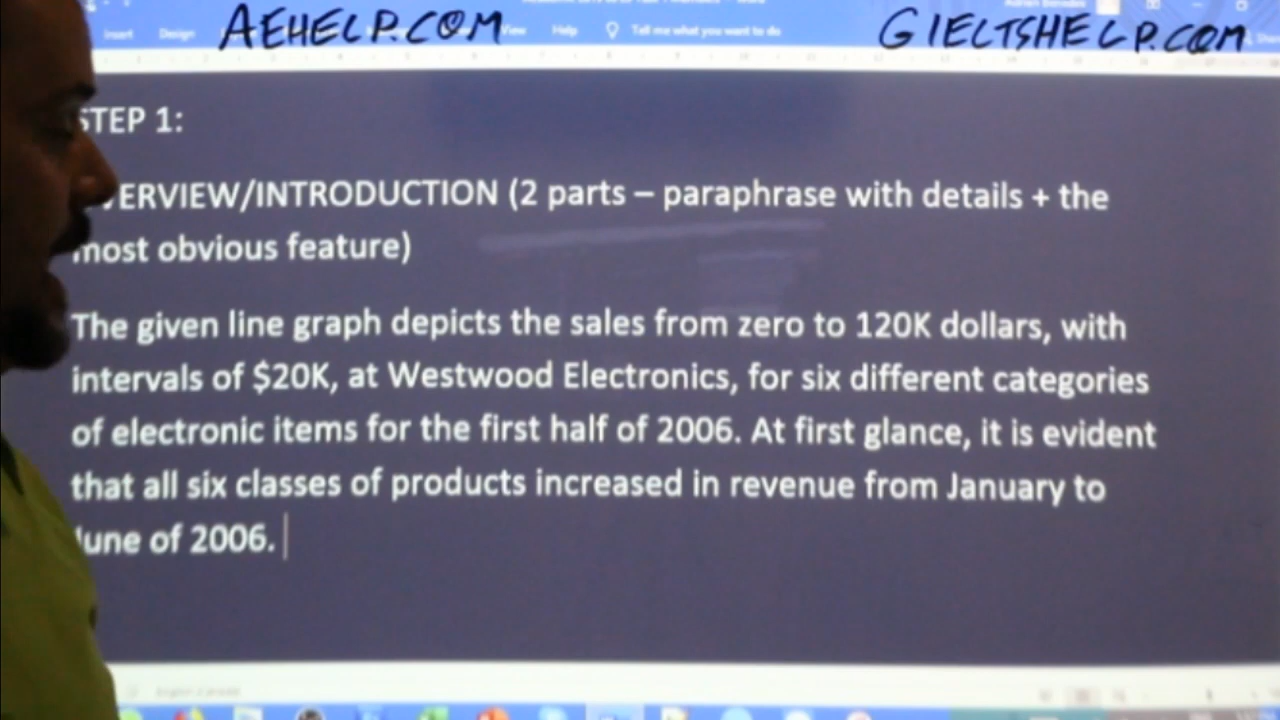 AEHELP.COM
GIELTSHELP.COM
Insert Design View Help Tell me what you want to do
STEP 1:
OVERVIEW/INTRODUCTION (2 parts – paraphrase with details + the
most obvious feature)
The given line graph depicts the sales from zero to 120K dollars, with
intervals of $20K, at Westwood Electronics, for six different categories
of electronic items for the first half of 2006. At first glance, it is evident
that all six classes of products increased in revenue from January to
June of 2006.